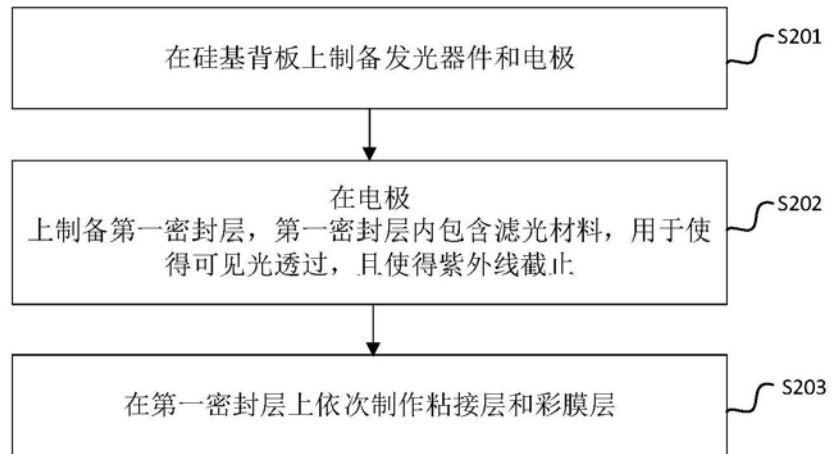 在硅基背板上制备发光器件和电极
S201
在电极
上制备第一密封层，第一密封层内包含滤光材料，用于使
得可见光透过，且使得紫外线截止
S202
在第一密封层上依次制作粘接层和彩膜层
S203